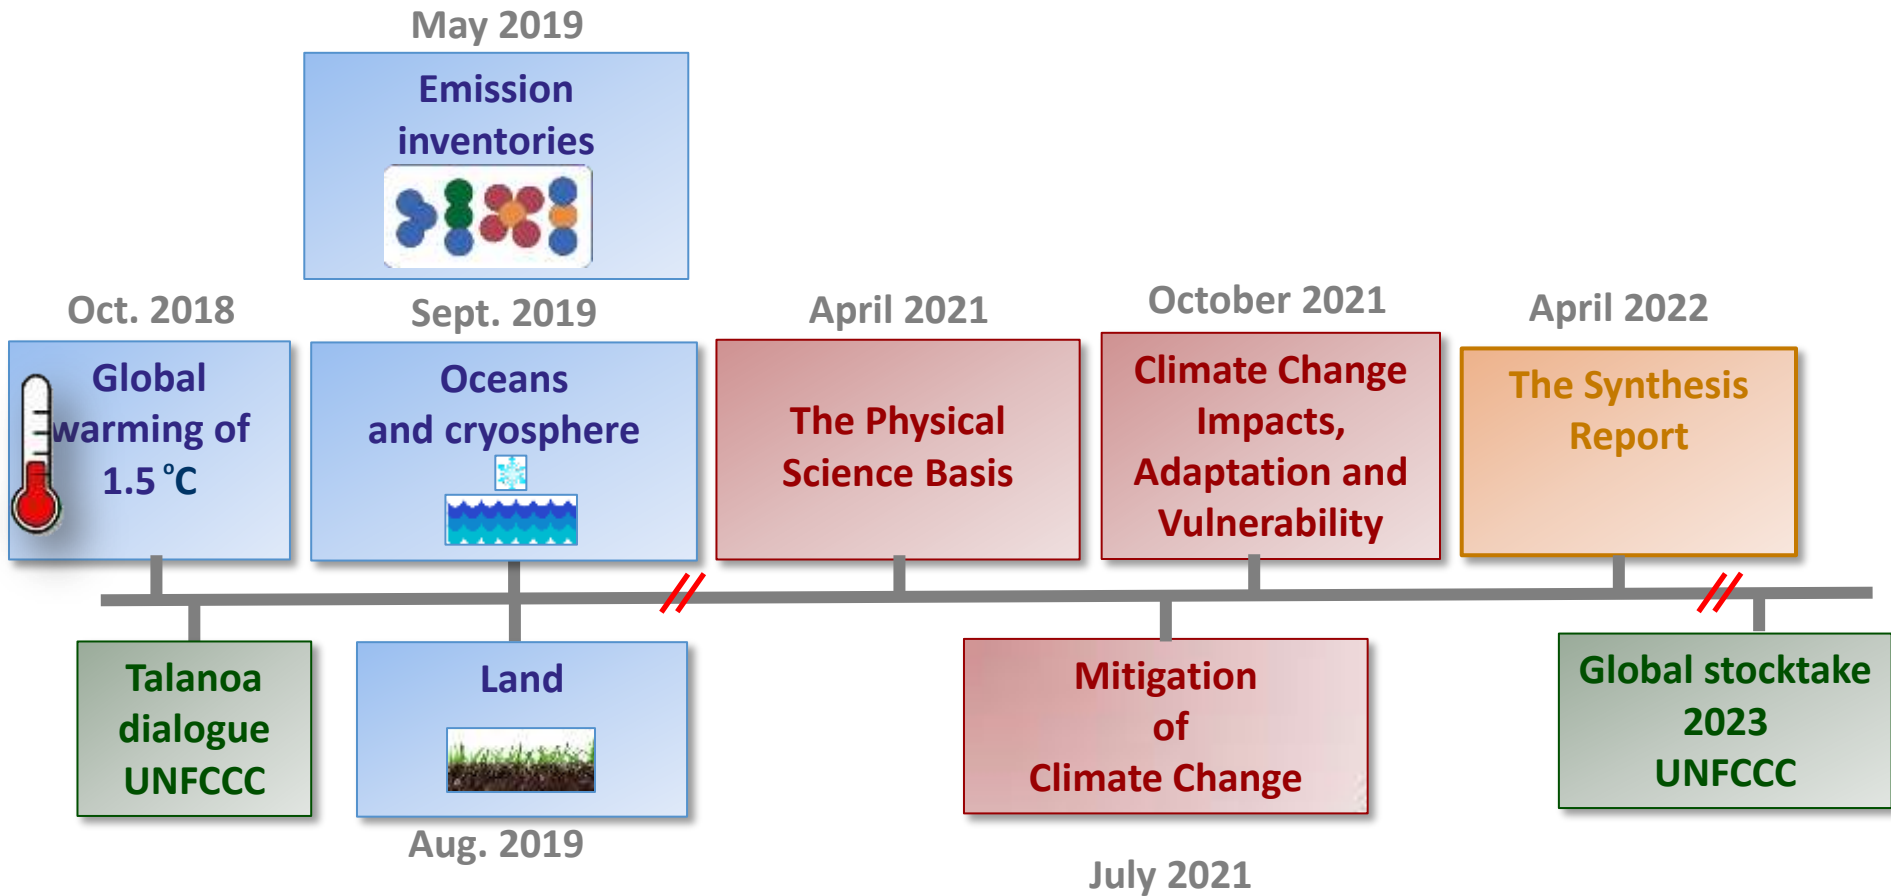 May 2019
Emission
inventories
Oct. 2018
Global
warming of
1.5 °C
Sept. 2019
Oceans
and cryosphere
April 2021
The Physical
Science Basis
October 2021
Climate Change
Impacts,
Adaptation and
Vulnerability
April 2022
The Synthesis
Report
Talanoa
dialogue
UNFCCC
Land
Aug. 2019
Mitigation
of
Climate Change
July 2021
Global stocktake
2023
UNFCCC